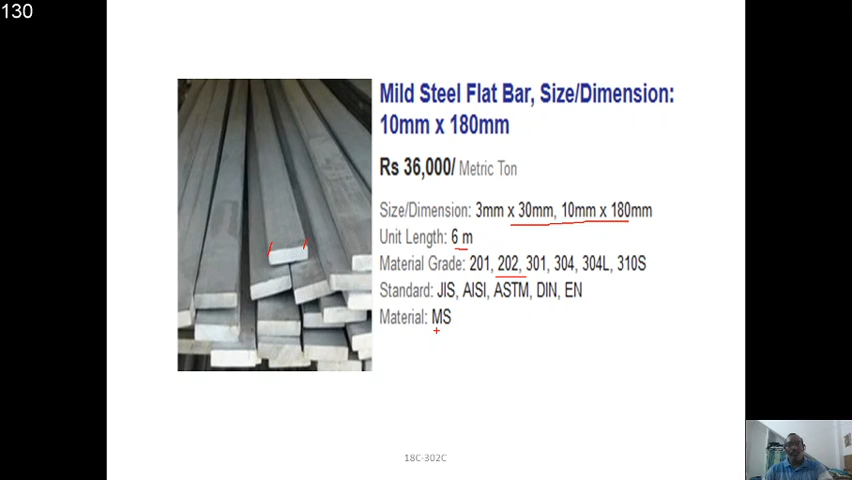 130
Mild Steel Flat Bar, Size/Dimension:
10mm x 180mm
Rs 36,000/ Metric Ton
Size/Dimension: 3mm x 30mm, 10mm x 180mm
Unit Length: 6 m
Material Grade: 201, 202, 301, 304, 304L, 310S
Standard: JIS, AISI, ASTM, DIN, EN
Material: MS
18C-302C